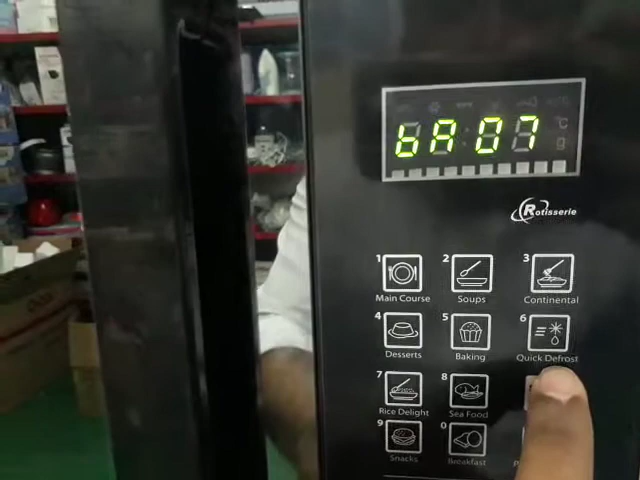 bA07
Rotisserie
1 2 3
Main Course Soups Continental
4 5 6
Desserts Baking Quick Defrost
7 8
Rice Delight Sea Food
9 0
Snacks Breakfast